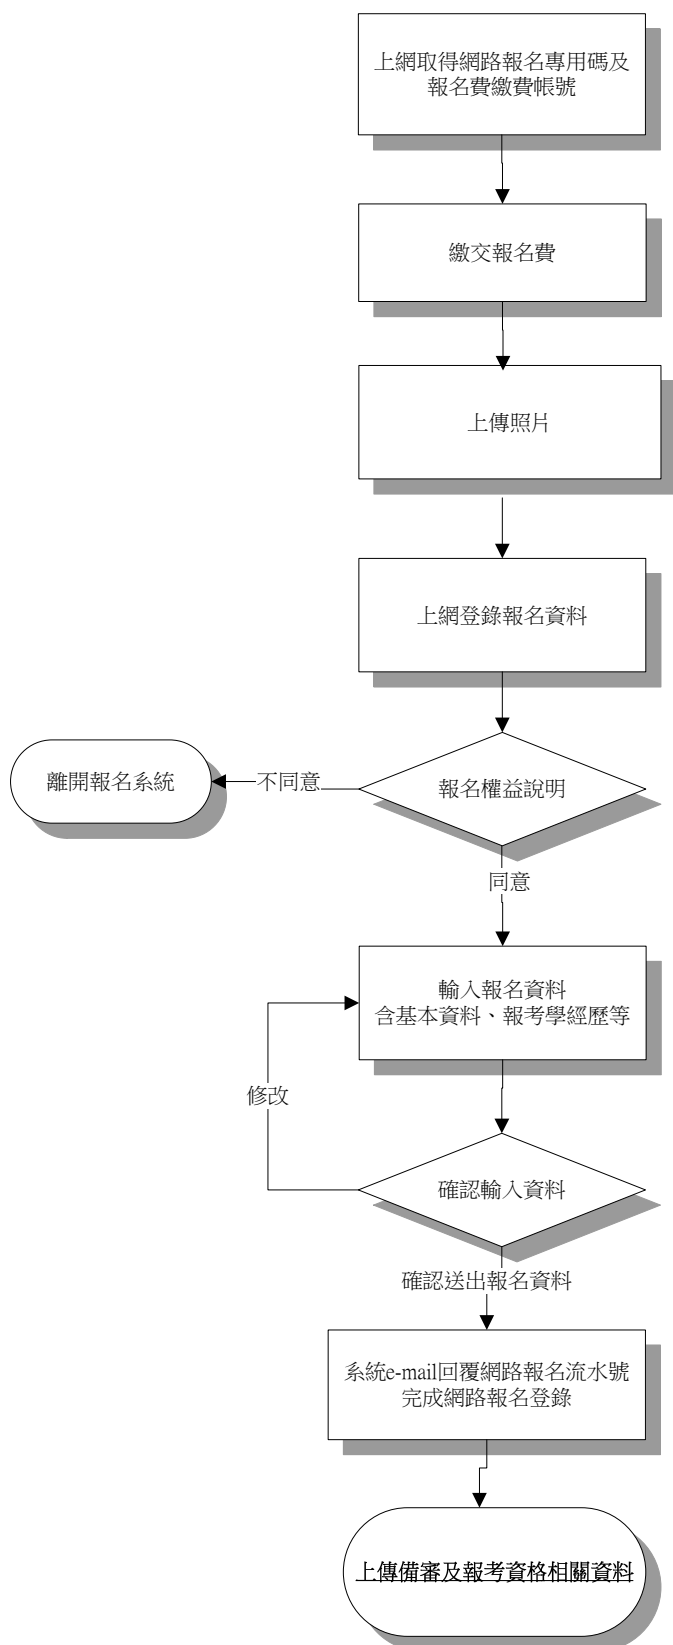 上網取得網路報名專用碼及
報名費繳費帳號
繳交報名費
上傳照片
上網登錄報名資料
離開報名系統
不同意
報名權益說明
同意
輸入報名資料
含基本資料、報考學經歷等
修改
確認輸入資料
確認送出報名資料
系統e-mail回覆網路報名流水號
完成網路報名登錄
上傳備審及報考資格相關資料